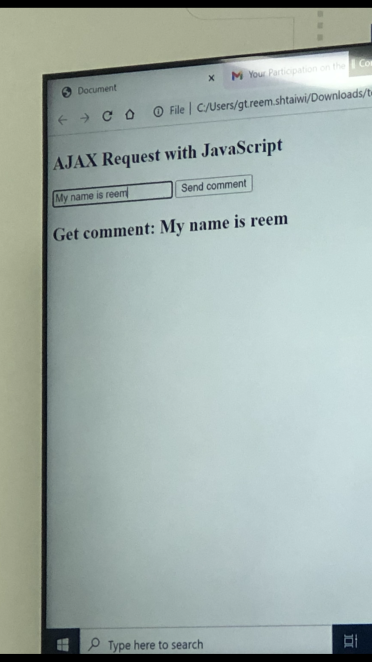 Document
Your Participation on the
File | C:/Users/gt.reem.shtaiwi/Downloads/t
AJAX Request with JavaScript
My name is reem Send comment
Get comment: My name is reem
Type here to search